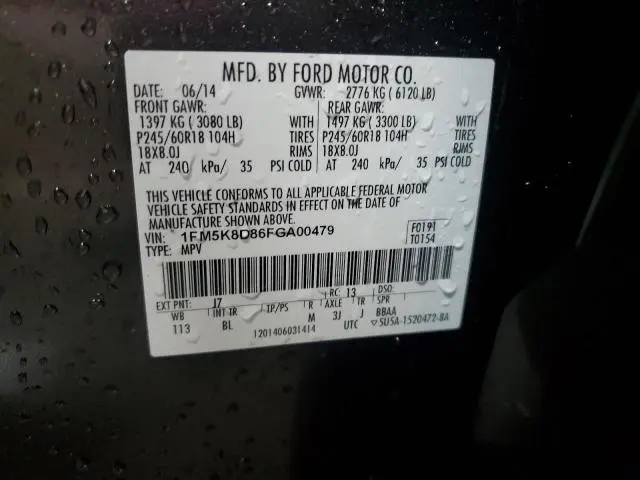 MFD. BY FORD MOTOR CO.
DATE: 06/14 GVWR: 2776 KG ( 6120 LB)
FRONT GAWR: REAR GAWR:
1397 KG ( 3080 LB) WITH 1497 KG ( 3300 LB) WITH
P245/60R18 104H TIRES P245/60R18 104H TIRES
18X8.0J RIMS 18X8.0J RIMS
AT 240 kPa/ 35 PSI COLD AT 240 kPa/ 35 PSI COLD
THIS VEHICLE CONFORMS TO ALL APPLICABLE FEDERAL MOTOR
VEHICLE SAFETY STANDARDS IN EFFECT ON THE DATE OF
MANUFACTURE SHOWN ABOVE.
VIN: 1FM5K8D86FGA00479 F0191
TYPE: MPV T0154
EXT PNT: J7 RC: 13 DSO:
WB INT TR TP/PS R AXLE TR SPR
113 BL M 3J J BBAA
1201406031414 UTC 5U5A-1520472-BA